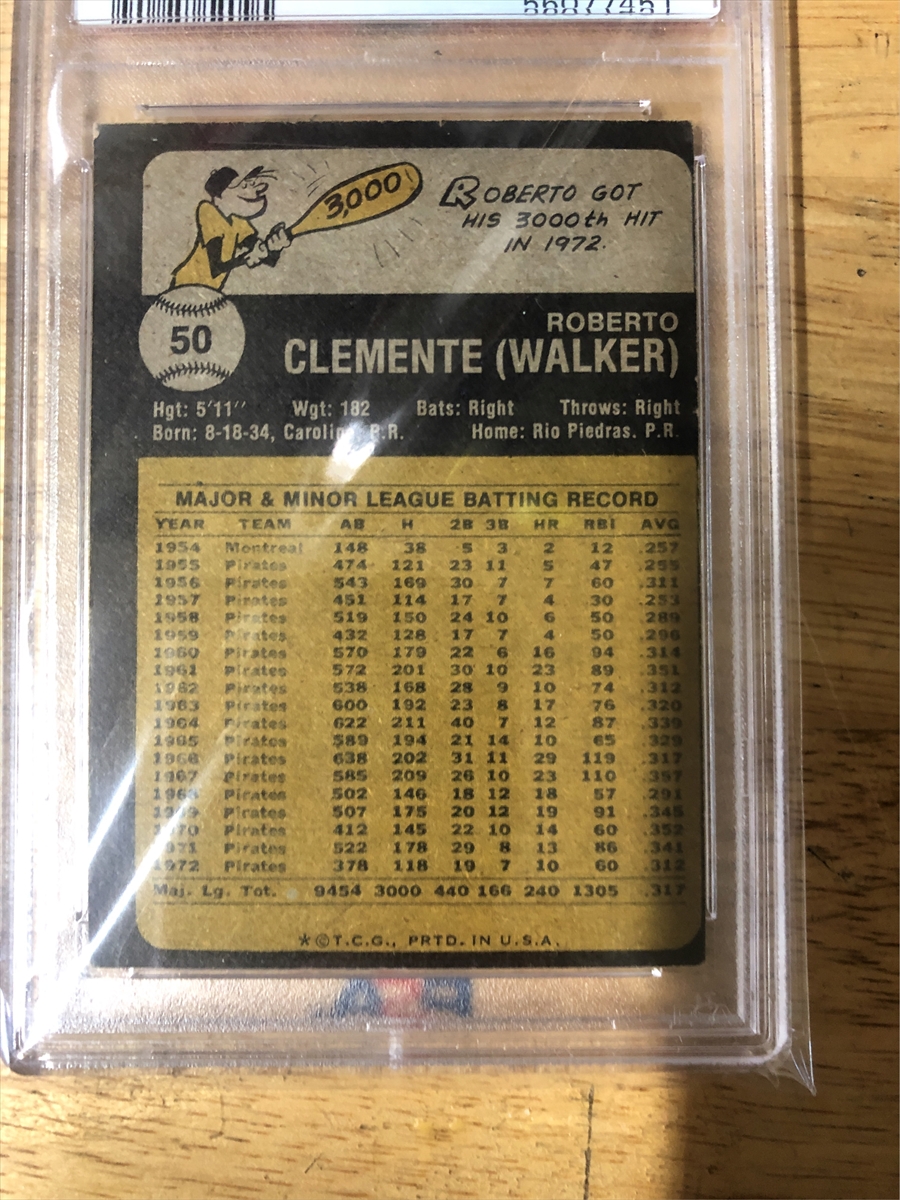 56077451
3,000
ROBERTO GOT
HIS 3000th HIT
IN 1972.
50
ROBERTO
CLEMENTE (WALKER)
Hgt: 5'11" Wgt: 182 Bats: Right Throws: Right
Born: 8-18-34, Carolina, P.R. Home: Rio Piedras, P.R.
MAJOR & MINOR LEAGUE BATTING RECORD
YEAR TEAM AB H 2B 3B HR RBI AVG
1954 Montreal 148 38 5 3 2 12 .257
1955 Pirates 474 121 23 11 5 47 .255
1956 Pirates 543 169 30 7 7 60 .311
1957 Pirates 451 114 17 7 4 30 .253
1958 Pirates 519 150 24 10 6 50 .289
1959 Pirates 432 128 17 7 4 50 .296
1960 Pirates 570 179 22 6 16 94 .314
1961 Pirates 572 201 30 10 23 89 .351
1962 Pirates 538 168 28 9 10 74 .312
1963 Pirates 600 192 23 8 17 76 .320
1964 Pirates 622 211 40 7 12 87 .339
1965 Pirates 589 194 21 14 10 65 .329
1966 Pirates 638 202 31 11 29 119 .317
1967 Pirates 585 209 26 10 23 110 .357
1968 Pirates 502 146 18 12 18 57 .291
1969 Pirates 507 175 20 12 19 91 .345
1970 Pirates 412 145 22 10 14 60 .352
1971 Pirates 522 178 29 8 13 86 .341
1972 Pirates 378 118 19 7 10 60 .312
Maj. Lg. Tot. 9454 3000 440 166 240 1305 .317
*©T.C.G., PRTD. IN U.S.A.